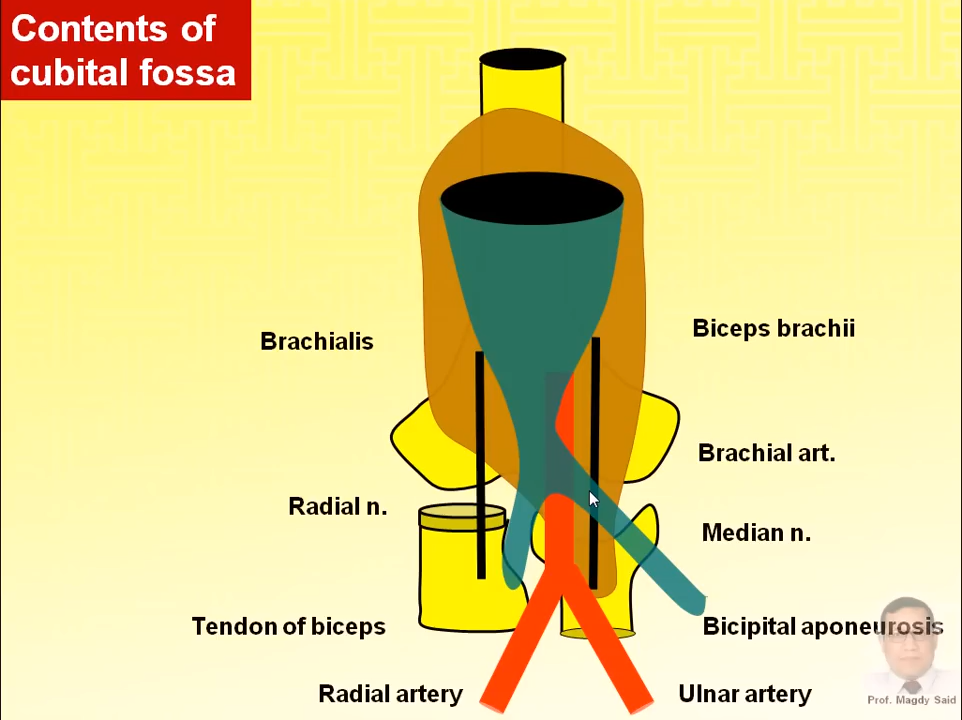 Contents of
cubital fossa
Biceps brachii
Brachialis
Brachial art.
Radial n.
Median n.
Tendon of biceps
Bicipital aponeurosis
Radial artery
Ulnar artery
Prof. Magdy Said